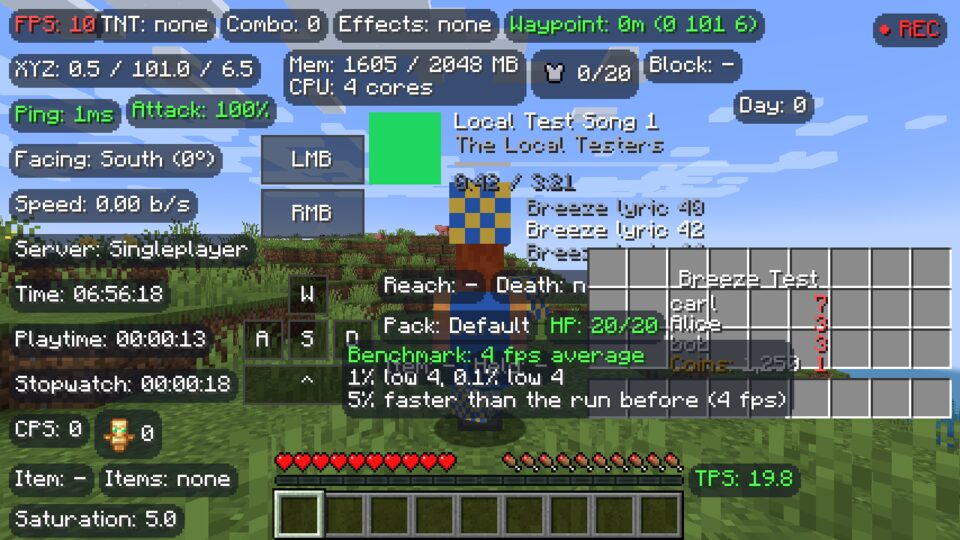 FPS: 10
TNT: none
Combo: 0
Effects: none
Waypoint: 0m (0 101 6)
● REC
XYZ: 0.5 / 101.0 / 6.5
Mem: 1605 / 2048 MB
CPU: 4 cores
0/20
Block: -
Day: 0
Ping: 1ms
Attack: 100%
Local Test Song 1
The Local Testers
0:42 / 3:21
Facing: South (0°)
LMB
RMB
Speed: 0.00 b/s
Breeze lyric 40
Breeze lyric 42
Breeze
Server: Singleplayer
Reach: -
Death: n
Breeze Test
carl 7
Alice 3
bob 3
Coins: 1,250 1
Time: 06:56:18
W
A
S
D
^
Pack: Default
HP: 20/20
Playtime: 00:00:13
Benchmark: 4 fps average
1% low 4, 0.1% low 4
5% faster than the run before (4 fps)
Stopwatch: 00:00:18
CPS: 0
0
Item: -
Items: none
TPS: 19.8
Saturation: 5.0